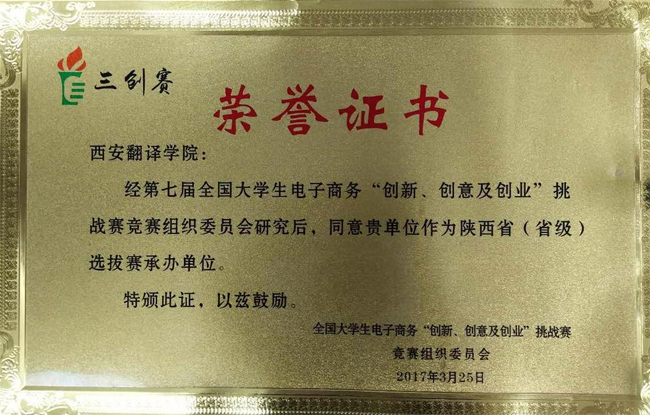 三创赛
荣誉证书
西安翻译学院：
经第七届全国大学生电子商务“创新、创意及创业”挑
战赛竞赛组织委员会研究后，同意贵单位作为陕西省（省级）
选拔赛承办单位。
特颁此证，以兹鼓励。
全国大学生电子商务“创新、创意及创业”挑战赛
竞赛组织委员会
2017年3月25日